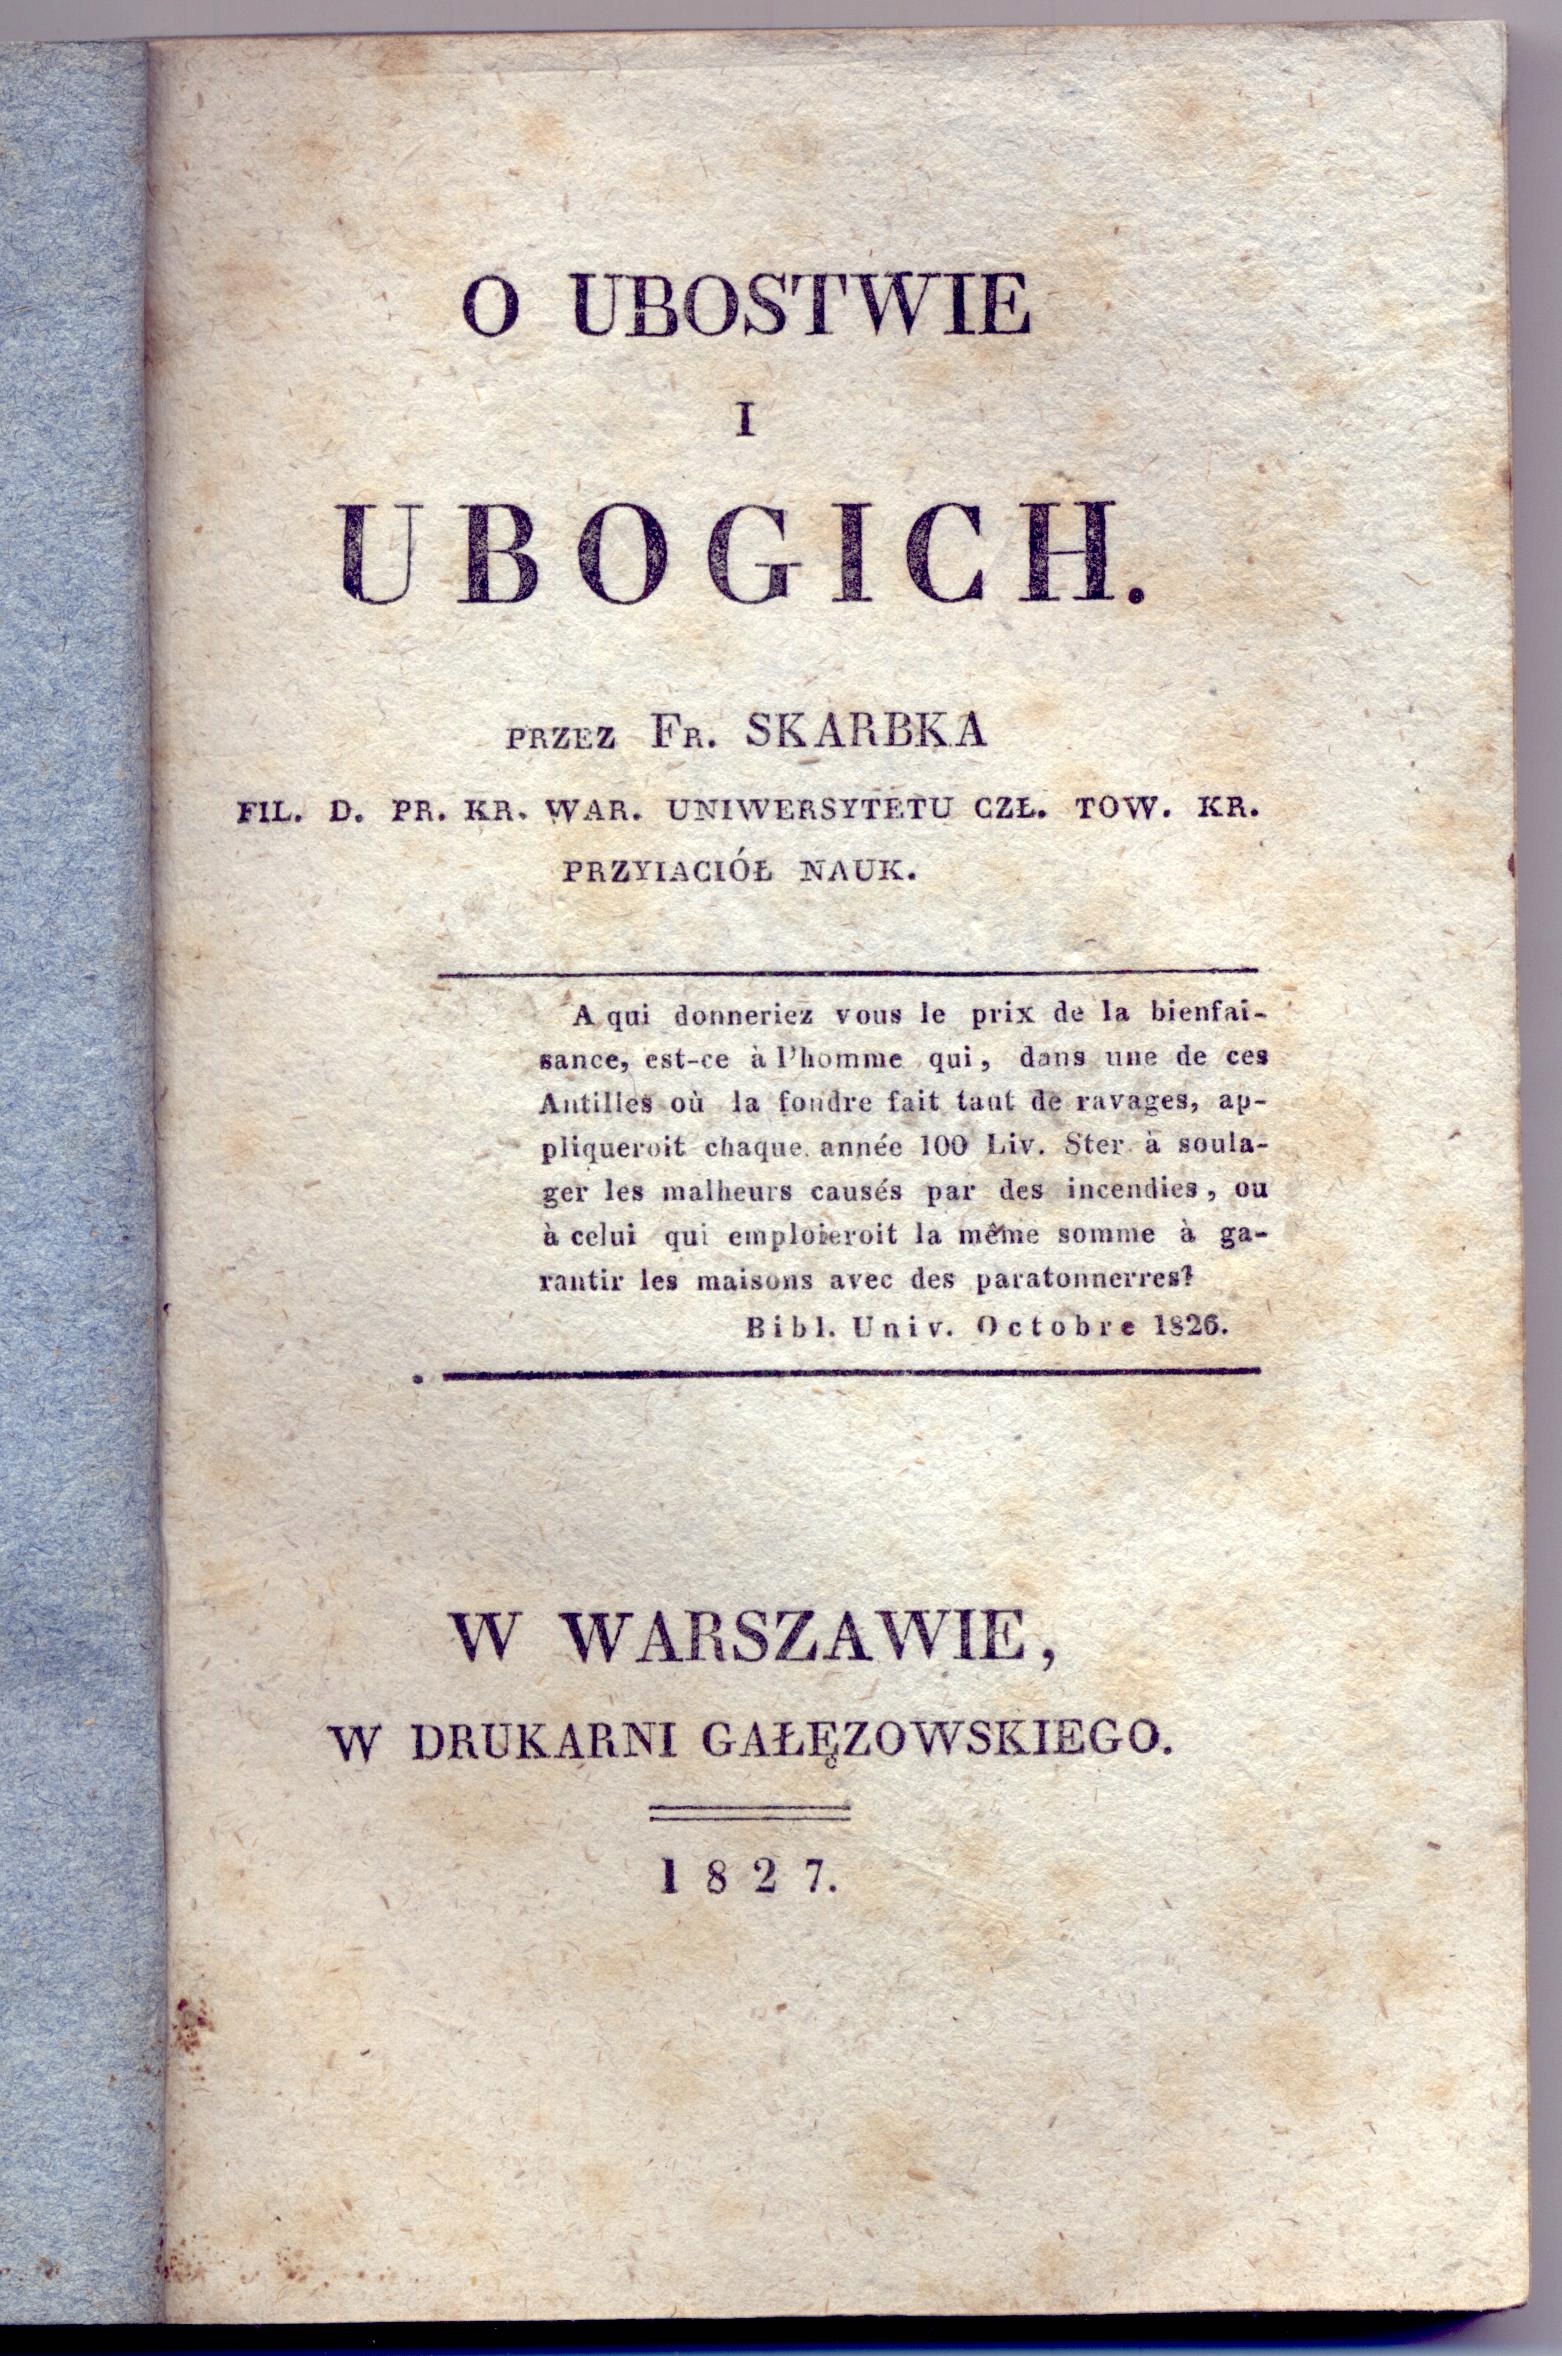 O UBOSTWIE
I
UBOGICH.
PRZEZ FR. SKARBKA
FIL. D. PR. KR. WAR. UNIWERSYTETU CZŁ. TOW. KR.
PRZYIACIÓŁ NAUK.
A qui donneriez vous le prix de la bienfai-
sance, est-ce à l'homme qui, dans une de ces
Antilles où la foudre fait tant de ravages, ap-
pliqueroit chaque année 100 Liv. Ster. à soula-
ger les malheurs causés par des incendies, ou
à celui qui emploieroit la même somme à ga-
rantir les maisons avec des paratonnerres?
Bibl. Univ. Octobre 1826.
W WARSZAWIE,
W DRUKARNI GAŁĘZOWSKIEGO.
1827.